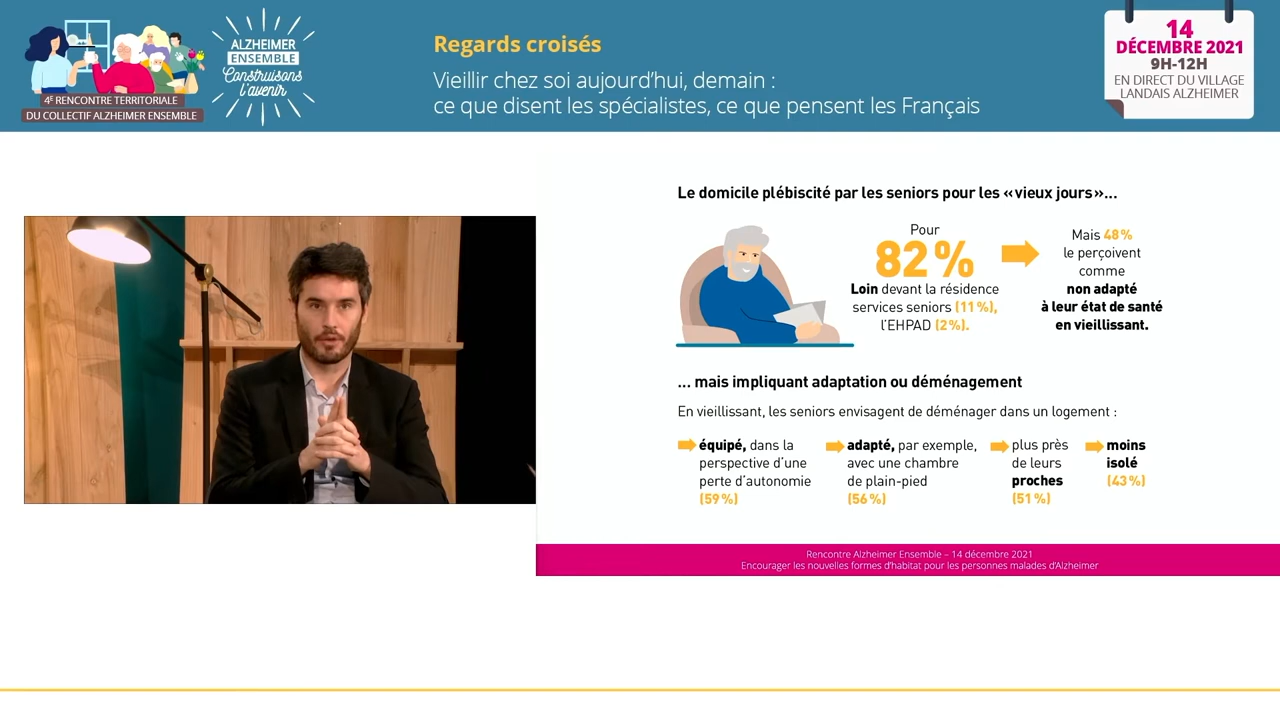 4E RENCONTRE TERRITORIALE
DU COLLECTIF ALZHEIMER ENSEMBLE
ALZHEIMER
ENSEMBLE
Construisons
l'avenir
Regards croisés
Vieillir chez soi aujourd'hui, demain :
ce que disent les spécialistes, ce que pensent les Français
14
DÉCEMBRE 2021
9H-12H
EN DIRECT DU VILLAGE
LANDAIS ALZHEIMER
Le domicile plébiscité par les seniors pour les «vieux jours»...
Pour
82%
Loin devant la résidence
services seniors (11%),
l'EHPAD (2%).
Mais 48%
le perçoivent
comme
non adapté
à leur état de santé
en vieillissant.
... mais impliquant adaptation ou déménagement
En vieillissant, les seniors envisagent de déménager dans un logement :
équipé, dans la
perspective d'une
perte d'autonomie
(59%)
adapté, par exemple,
avec une chambre
de plain-pied
(56%)
plus près
de leurs
proches
(51%)
moins
isolé
(43%)
Rencontre Alzheimer Ensemble – 14 décembre 2021
Encourager les nouvelles formes d'habitat pour les personnes malades d'Alzheimer